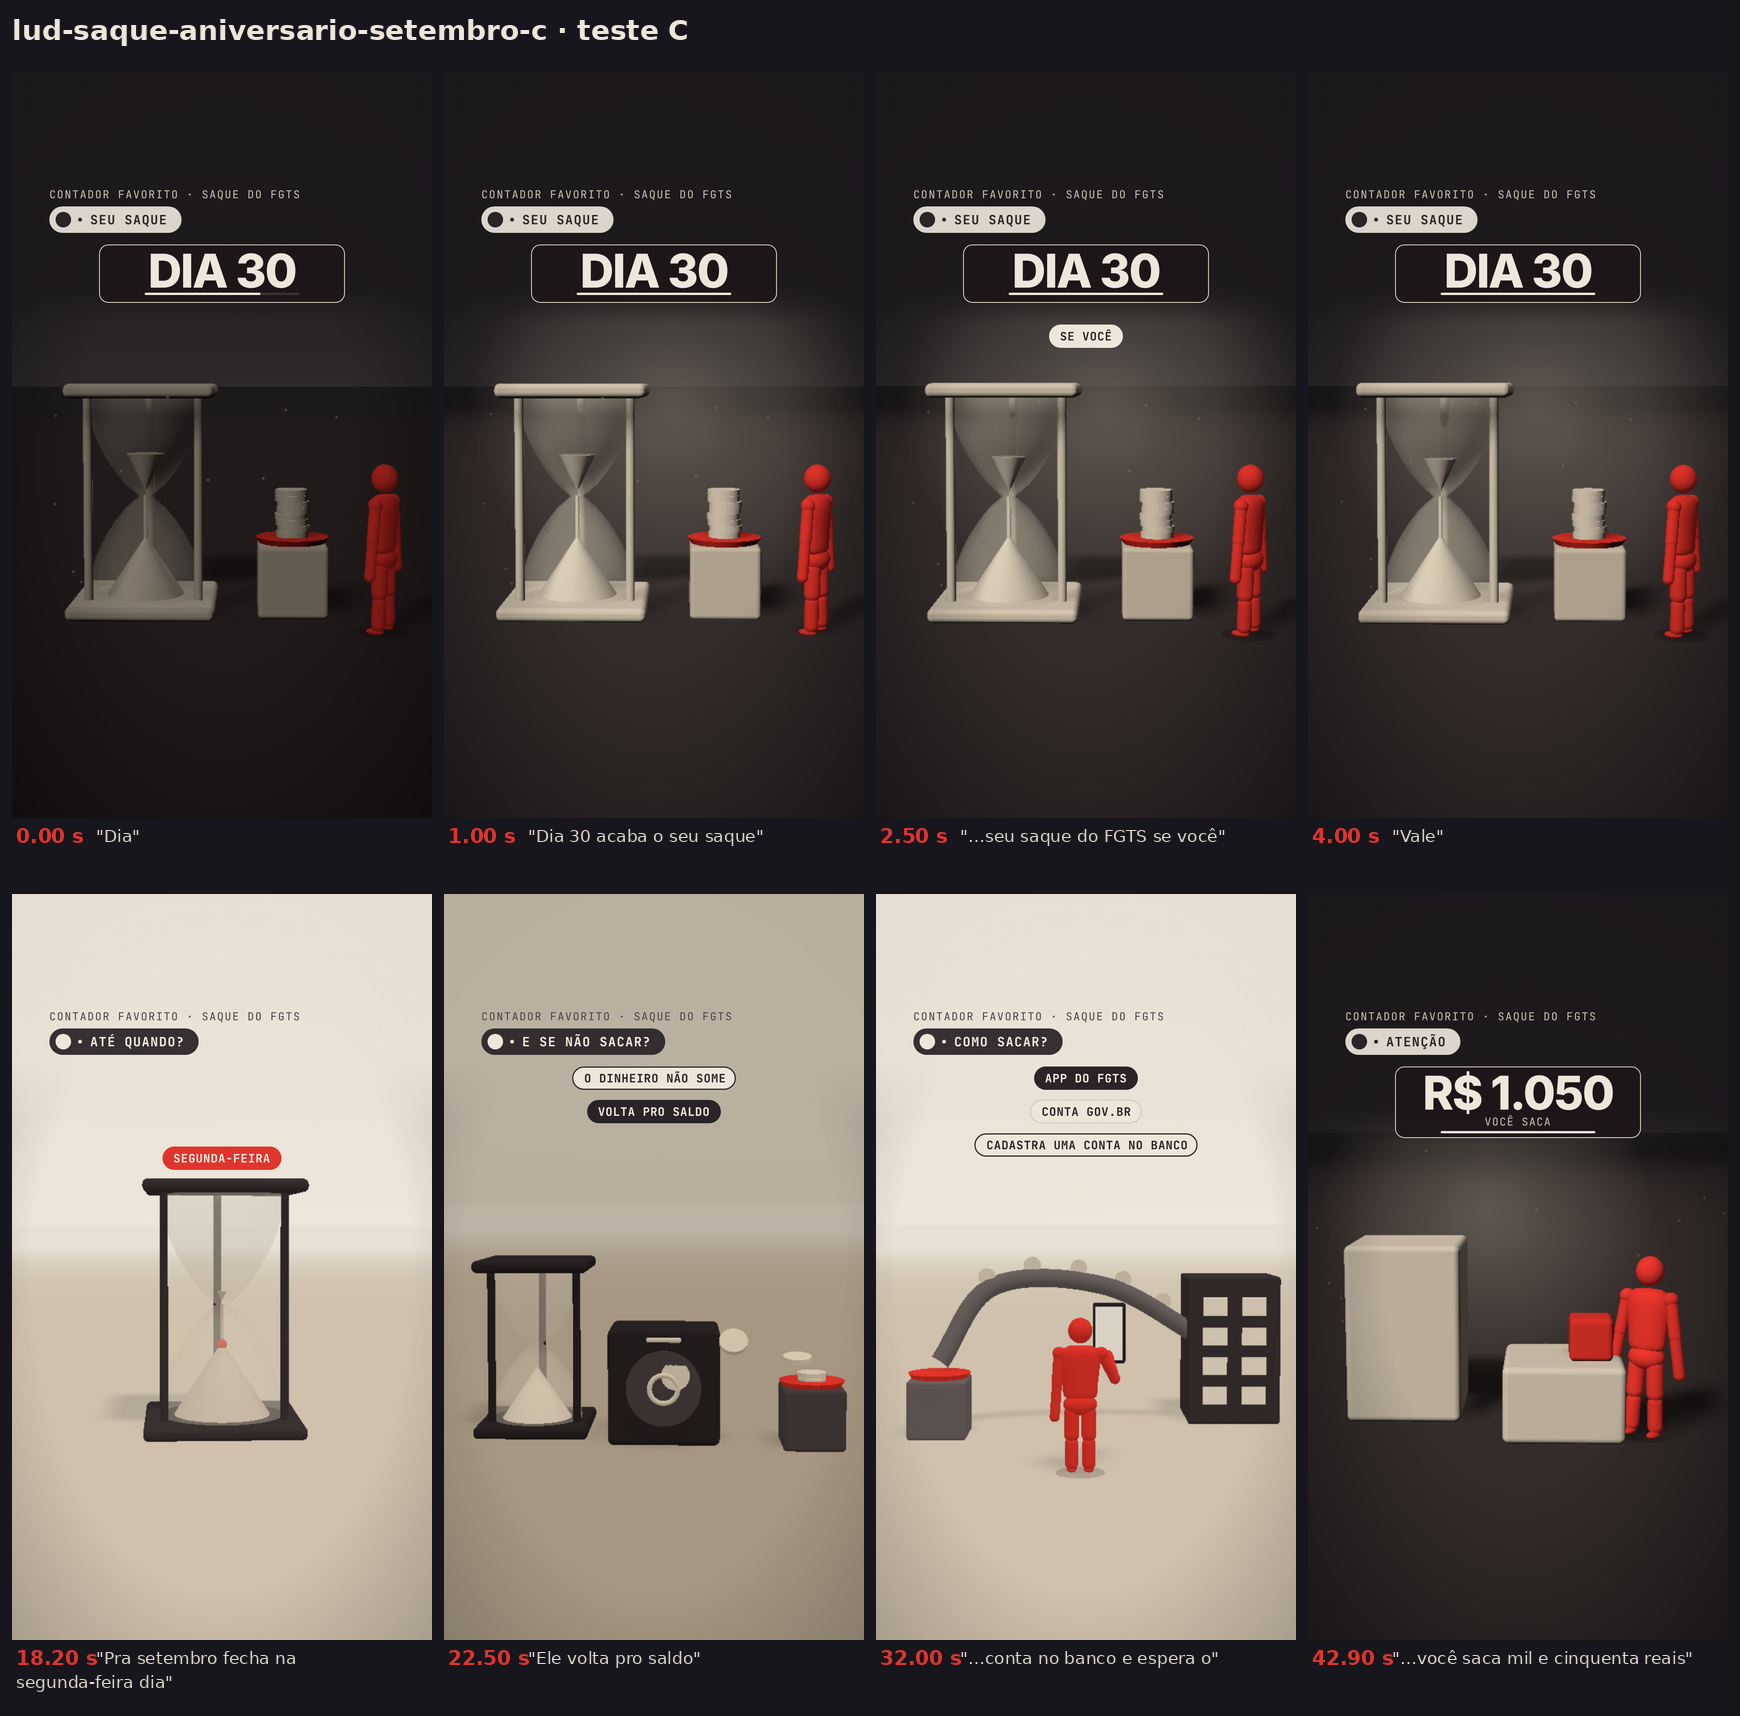 lud-saque-aniversario-setembro-c · teste C
CONTADOR FAVORITO · SAQUE DO FGTS
• SEU SAQUE
DIA 30
0.00 s "Dia"
CONTADOR FAVORITO · SAQUE DO FGTS
• SEU SAQUE
DIA 30
1.00 s "Dia 30 acaba o seu saque"
CONTADOR FAVORITO · SAQUE DO FGTS
• SEU SAQUE
DIA 30
SE VOCÊ
2.50 s "...seu saque do FGTS se você"
CONTADOR FAVORITO · SAQUE DO FGTS
• SEU SAQUE
DIA 30
4.00 s "Vale"
CONTADOR FAVORITO · SAQUE DO FGTS
• ATÉ QUANDO?
SEGUNDA-FEIRA
18.20 s "Pra setembro fecha na
segunda-feira dia"
CONTADOR FAVORITO · SAQUE DO FGTS
• E SE NÃO SACAR?
O DINHEIRO NÃO SOME
VOLTA PRO SALDO
22.50 s "Ele volta pro saldo"
CONTADOR FAVORITO · SAQUE DO FGTS
• COMO SACAR?
APP DO FGTS
CONTA GOV.BR
CADASTRA UMA CONTA NO BANCO
32.00 s "...conta no banco e espera o"
CONTADOR FAVORITO · SAQUE DO FGTS
• ATENÇÃO
R$ 1.050
VOCÊ SACA
42.90 s "...você saca mil e cinquenta reais"